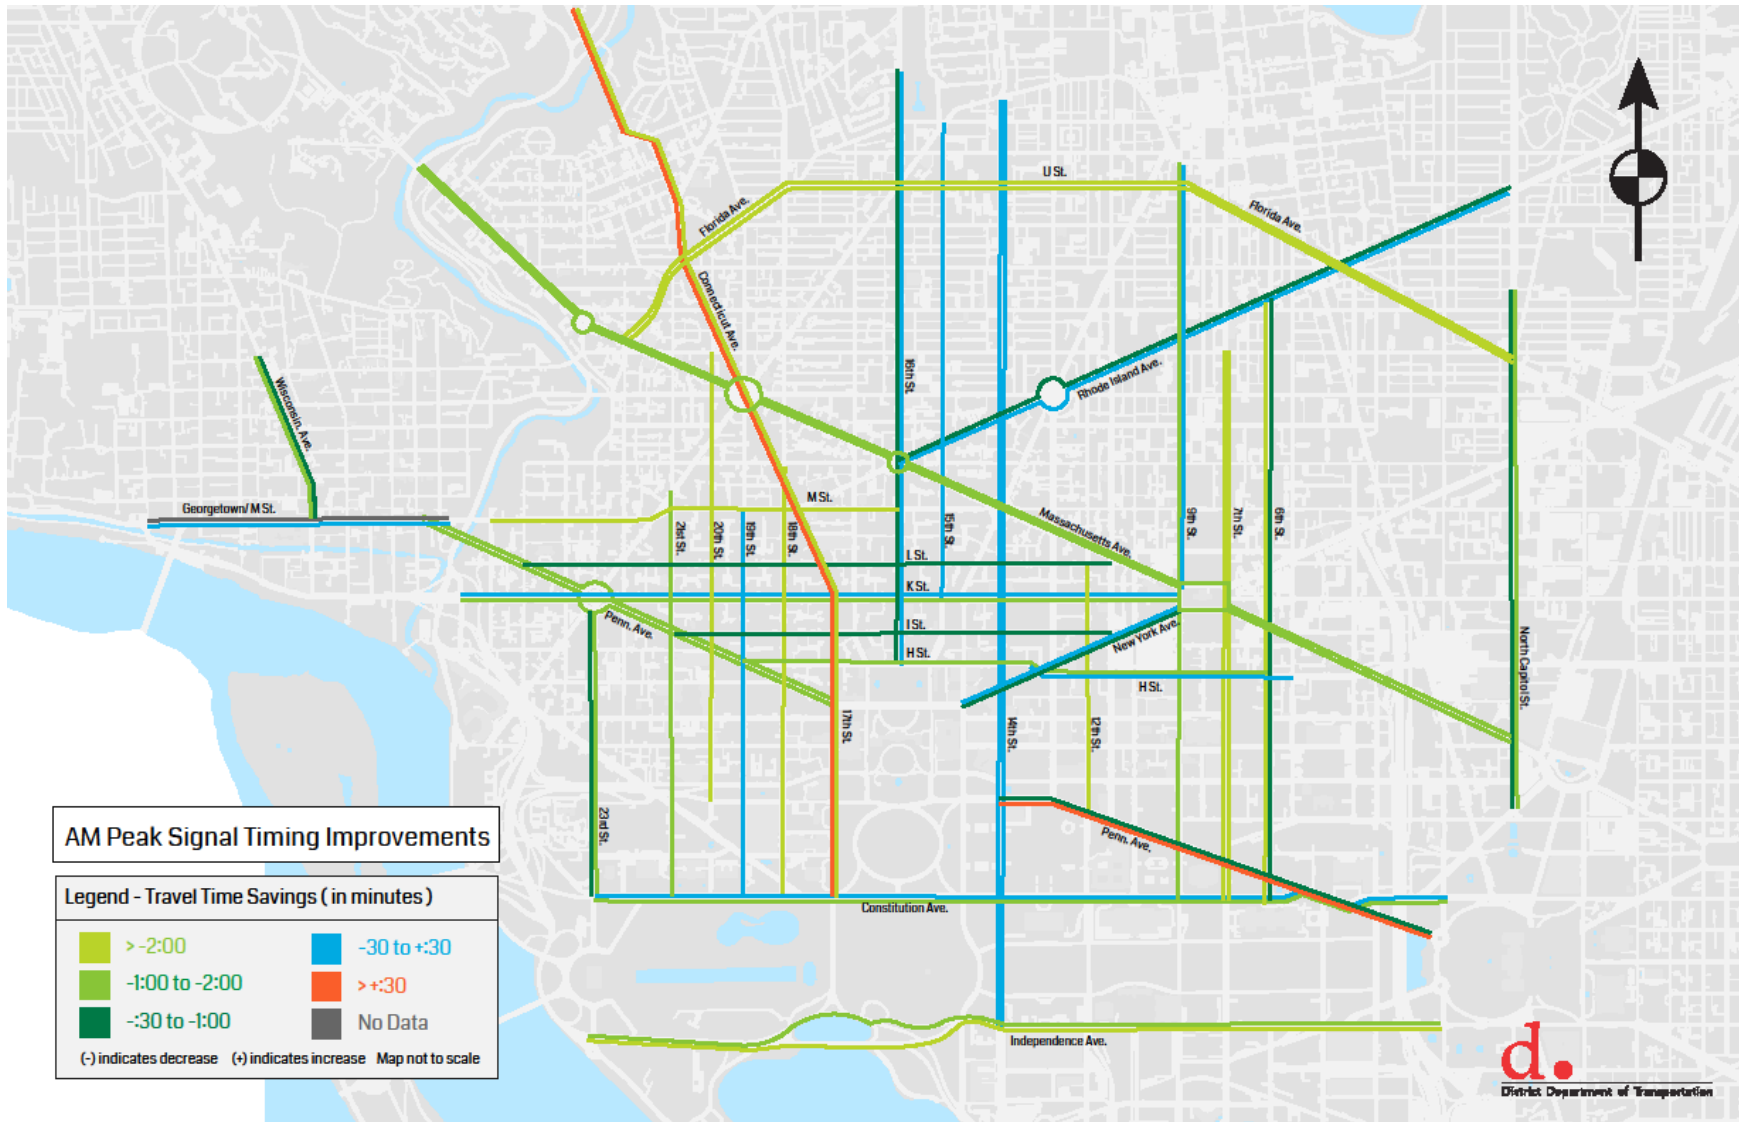 U St.
Florida Ave.
Florida Ave.
Connecticut Ave.
16th St.
Rhode Island Ave.
Wisconsin. Ave.
Georgetown/ M St.
M St.
21st St.
20th St.
19th St.
18th St.
15th St.
Massachusetts Ave.
9th St.
7th St.
6th St.
L St.
K St.
Penn. Ave.
I St.
New York Ave.
H St.
H St.
North Capitol St.
17th St.
14th St.
12th St.
23rd St.
Penn. Ave.
Constitution Ave.
Independence Ave.
AM Peak Signal Timing Improvements
Legend - Travel Time Savings ( in minutes )
> -2:00
-1:00 to -2:00
-:30 to -1:00
-30 to +:30
> +:30
No Data
(-) indicates decrease (+) indicates increase Map not to scale
d.
District Department of Transportation